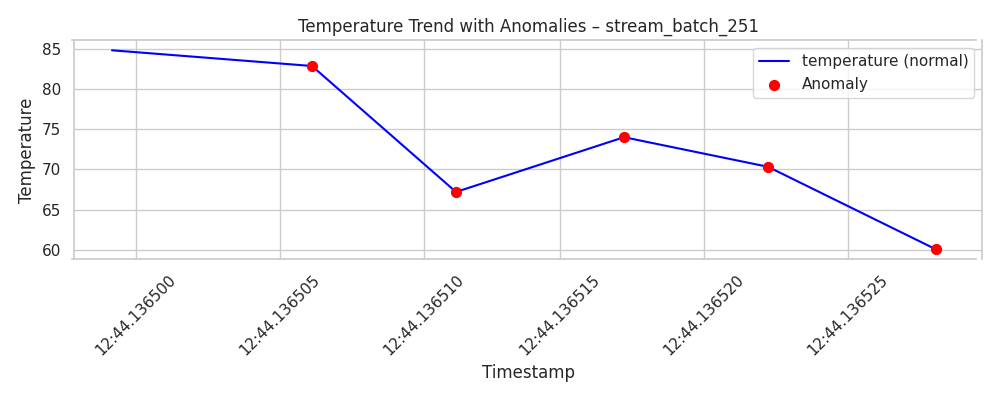 Temperature Trend with Anomalies – stream_batch_251
temperature (normal)
Anomaly
Temperature
85
80
75
70
65
60
12:44.136500
12:44.136505
12:44.136510
12:44.136515
12:44.136520
12:44.136525
Timestamp